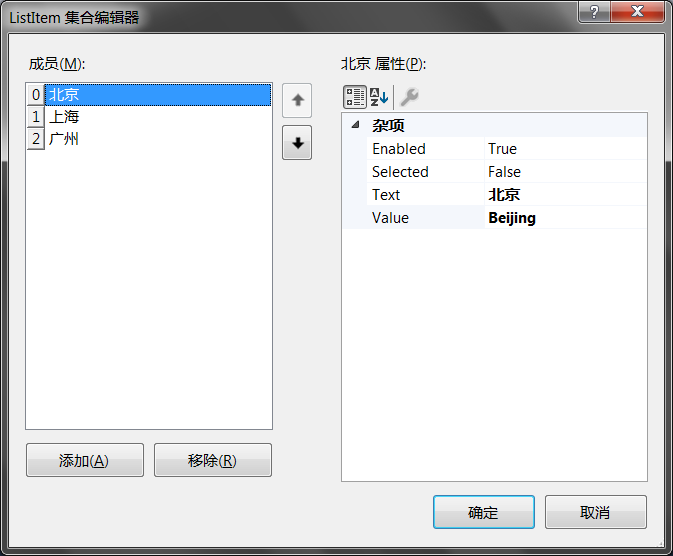 ListItem 集合编辑器
成员(M):
0 北京
1 上海
2 广州
添加(A)
移除(R)
北京 属性(P):
杂项
Enabled True
Selected False
Text 北京
Value Beijing
确定
取消